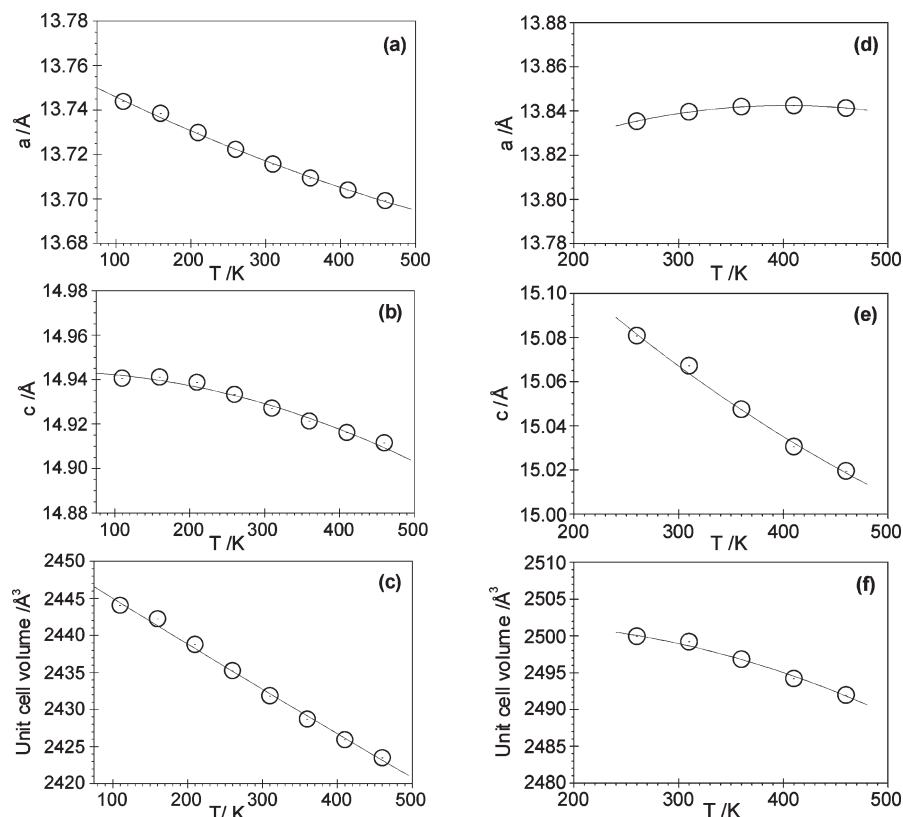 (a)
a /Å
13.78
13.76
13.74
13.72
13.70
13.68
100 200 300 400 500
T /K
(b)
c /Å
14.98
14.96
14.94
14.92
14.90
14.88
100 200 300 400 500
T /K
(c)
Unit cell volume /Å³
2450
2445
2440
2435
2430
2425
2420
100 200 300 400 500
T/ K
(d)
a /Å
13.88
13.86
13.84
13.82
13.80
13.78
200 300 400 500
T /K
(e)
c /Å
15.10
15.08
15.06
15.04
15.02
15.00
200 300 400 500
T /K
(f)
Unit cell volume /Å³
2510
2505
2500
2495
2490
2485
2480
200 300 400 500
T /K